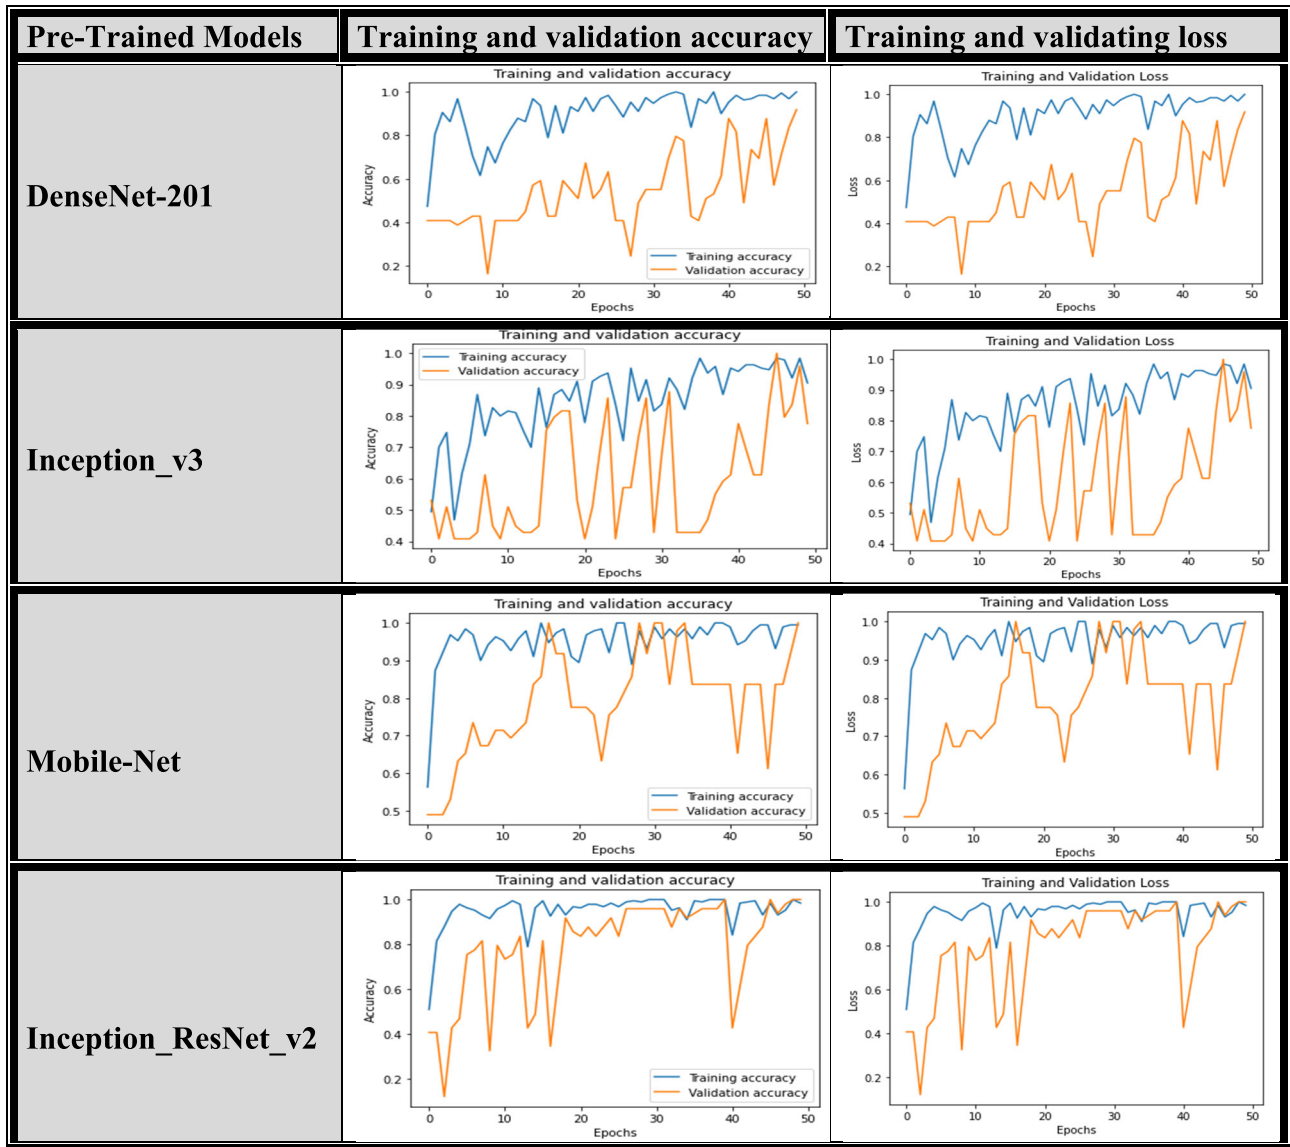 Pre-Trained Models
Training and validation accuracy
Training and validating loss
DenseNet-201
Training and validation accuracy
1.0
0.8
0.6
0.4
0.2
Accuracy
Training accuracy
Validation accuracy
0 10 20 30 40 50
Epochs
Training and Validation Loss
1.0
0.8
0.6
0.4
0.2
Loss
0 10 20 30 40 50
Epochs
Inception_v3
Training and validation accuracy
1.0
0.9
0.8
0.7
0.6
0.5
0.4
Accuracy
Training accuracy
Validation accuracy
0 10 20 30 40 50
Epochs
Training and Validation Loss
1.0
0.9
0.8
0.7
0.6
0.5
0.4
Loss
0 10 20 30 40 50
Epochs
Mobile-Net
Training and validation accuracy
1.0
0.9
0.8
0.7
0.6
0.5
Accuracy
Training accuracy
Validation accuracy
0 10 20 30 40 50
Epochs
Training and Validation Loss
1.0
0.9
0.8
0.7
0.6
0.5
Loss
0 10 20 30 40 50
Epochs
Inception_ResNet_v2
Training and validation accuracy
1.0
0.8
0.6
0.4
0.2
Accuracy
Training accuracy
Validation accuracy
0 10 20 30 40 50
Epochs
Training and Validation Loss
1.0
0.8
0.6
0.4
0.2
Loss
0 10 20 30 40 50
Epochs